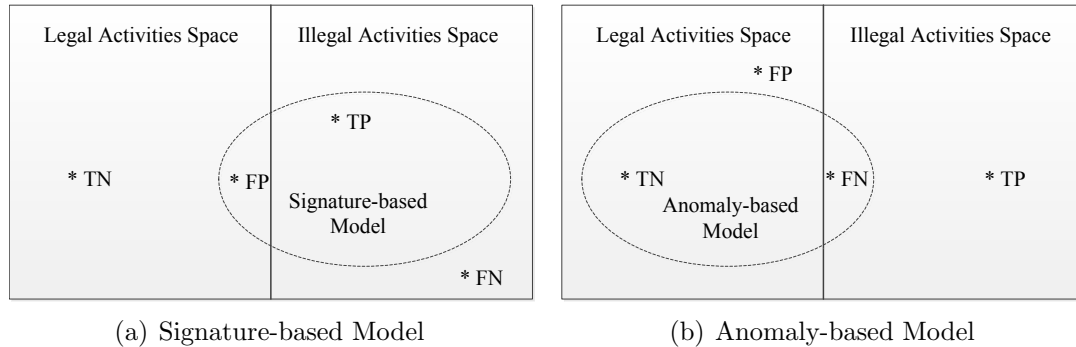 Legal Activities Space
Illegal Activities Space
* TP
* TN
* FP
Signature-based
Model
* FN
(a) Signature-based Model
Legal Activities Space
Illegal Activities Space
* FP
* TN
* FN
* TP
Anomaly-based
Model
(b) Anomaly-based Model